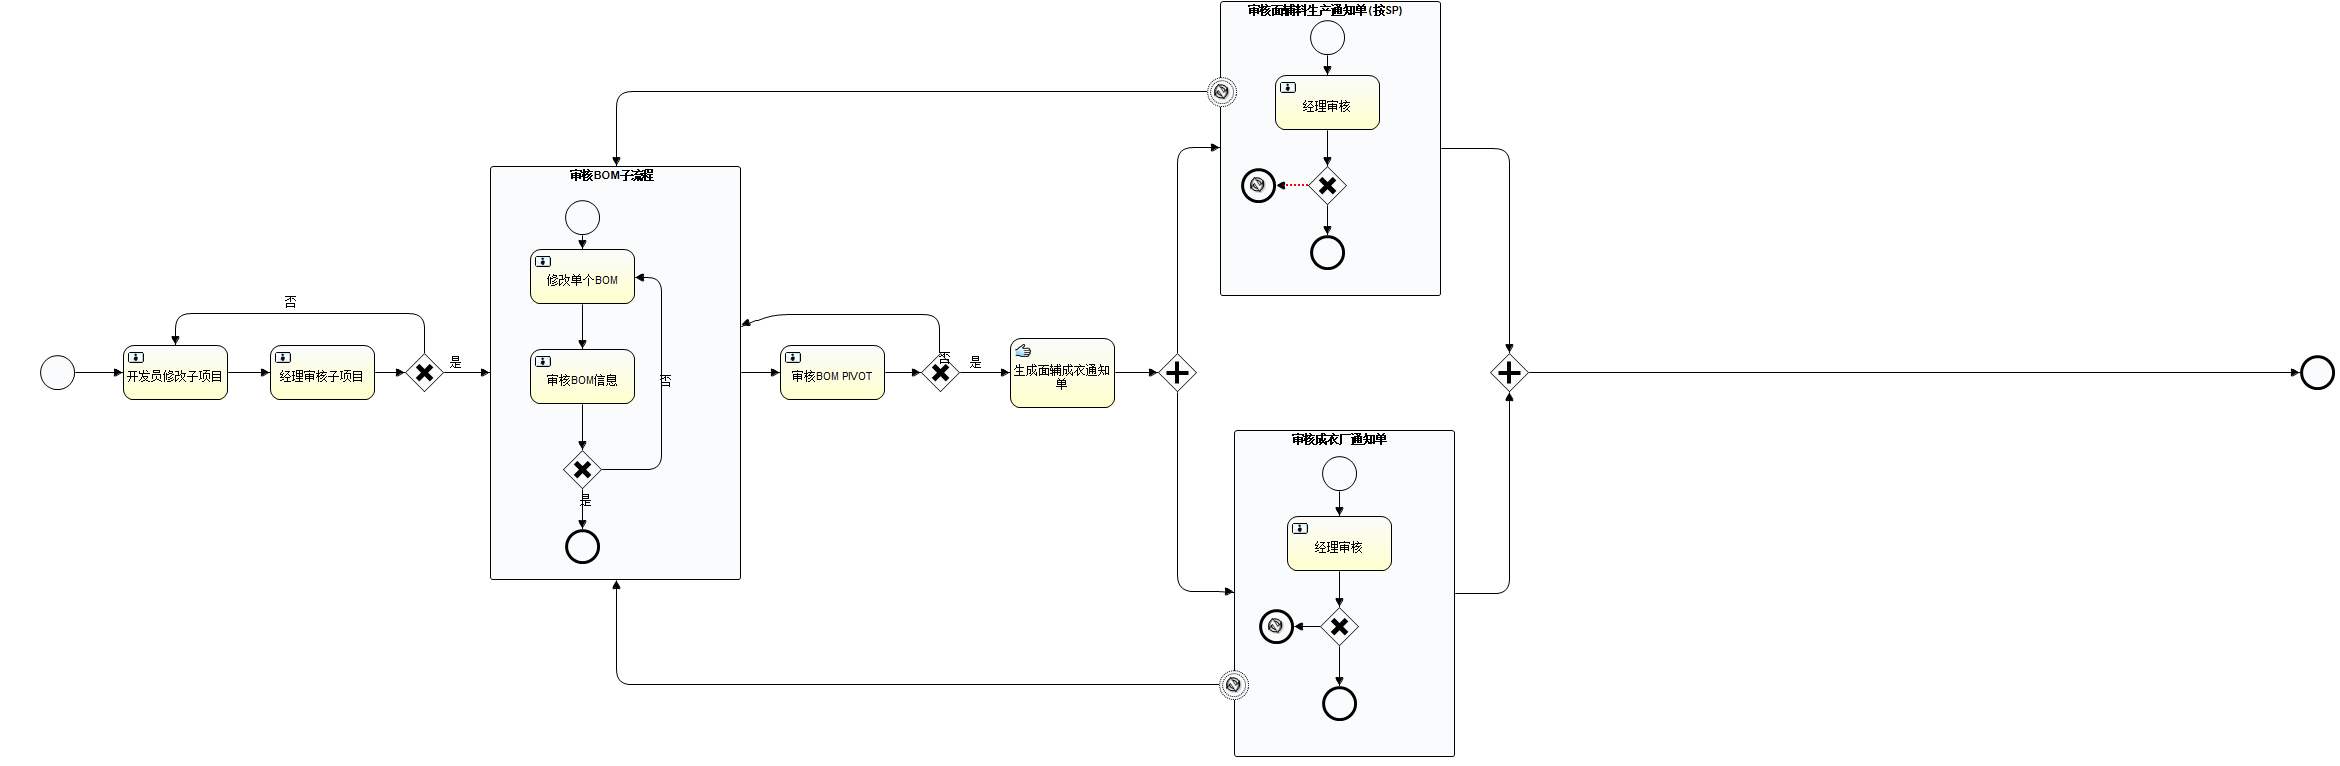 审核面辅料生产通知单 (按SP)
经理审核
审核BOM子流程
修改单个BOM
审核BOM信息
否
是
否
开发员修改子项目
经理审核子项目
是
审核BOM PIVOT
否
是
生成面辅成衣通知
单
审核成衣厂通知单
经理审核